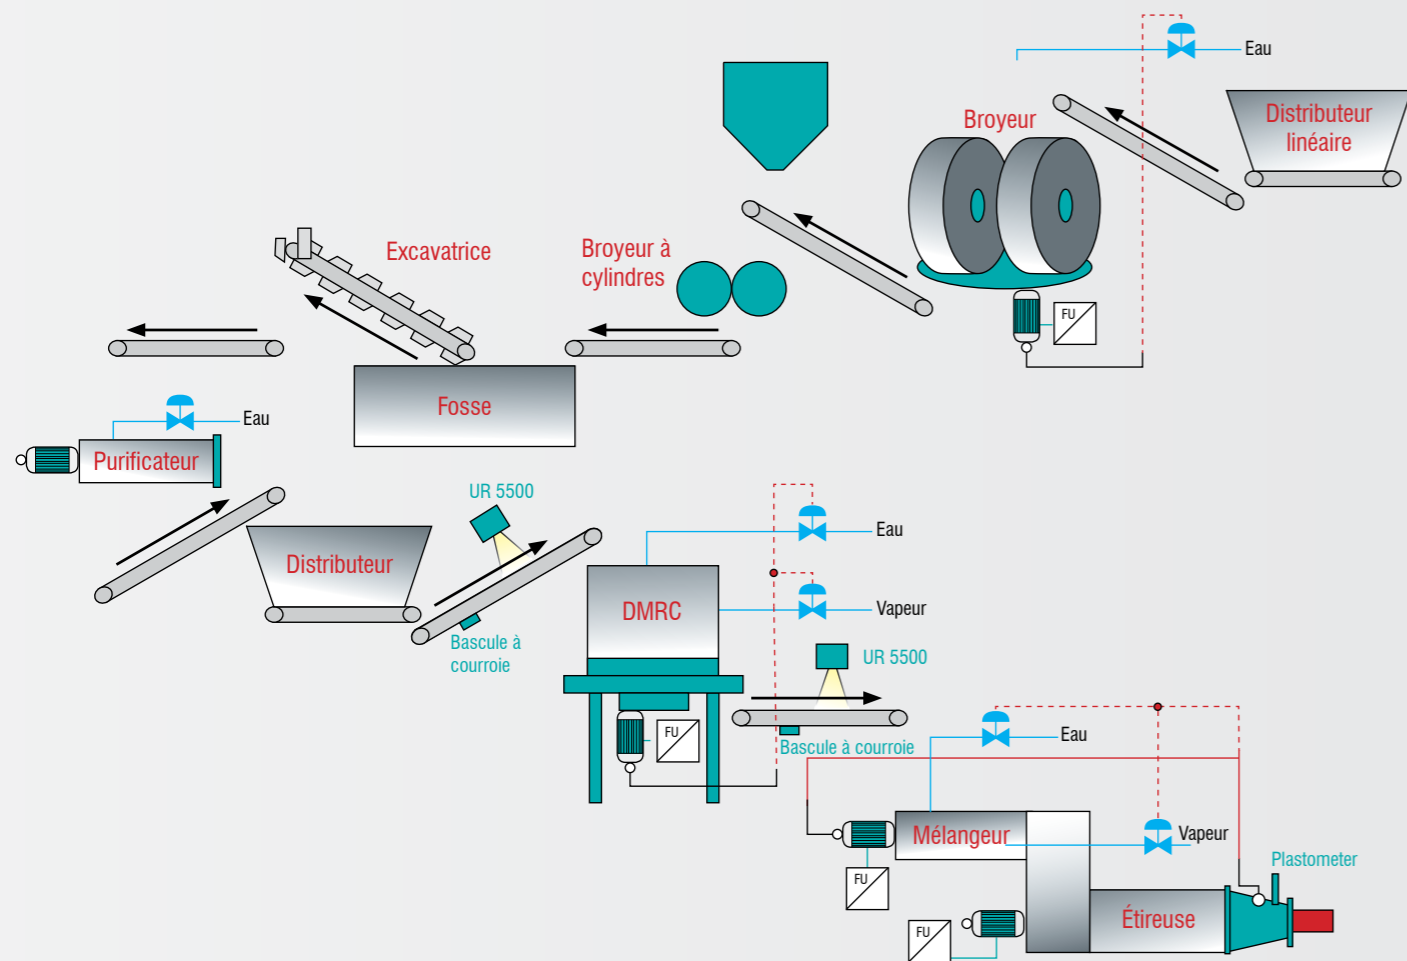 Eau
Distributeur
linéaire
Broyeur
FU
Broyeur à
cylindres
Excavatrice
Fosse
Eau
Purificateur
Distributeur
UR 5500
Bascule à
courroie
Eau
DMRC
Vapeur
UR 5500
FU
Bascule à courroie
Eau
Mélangeur
Vapeur
FU
Plastometer
Étireuse
FU